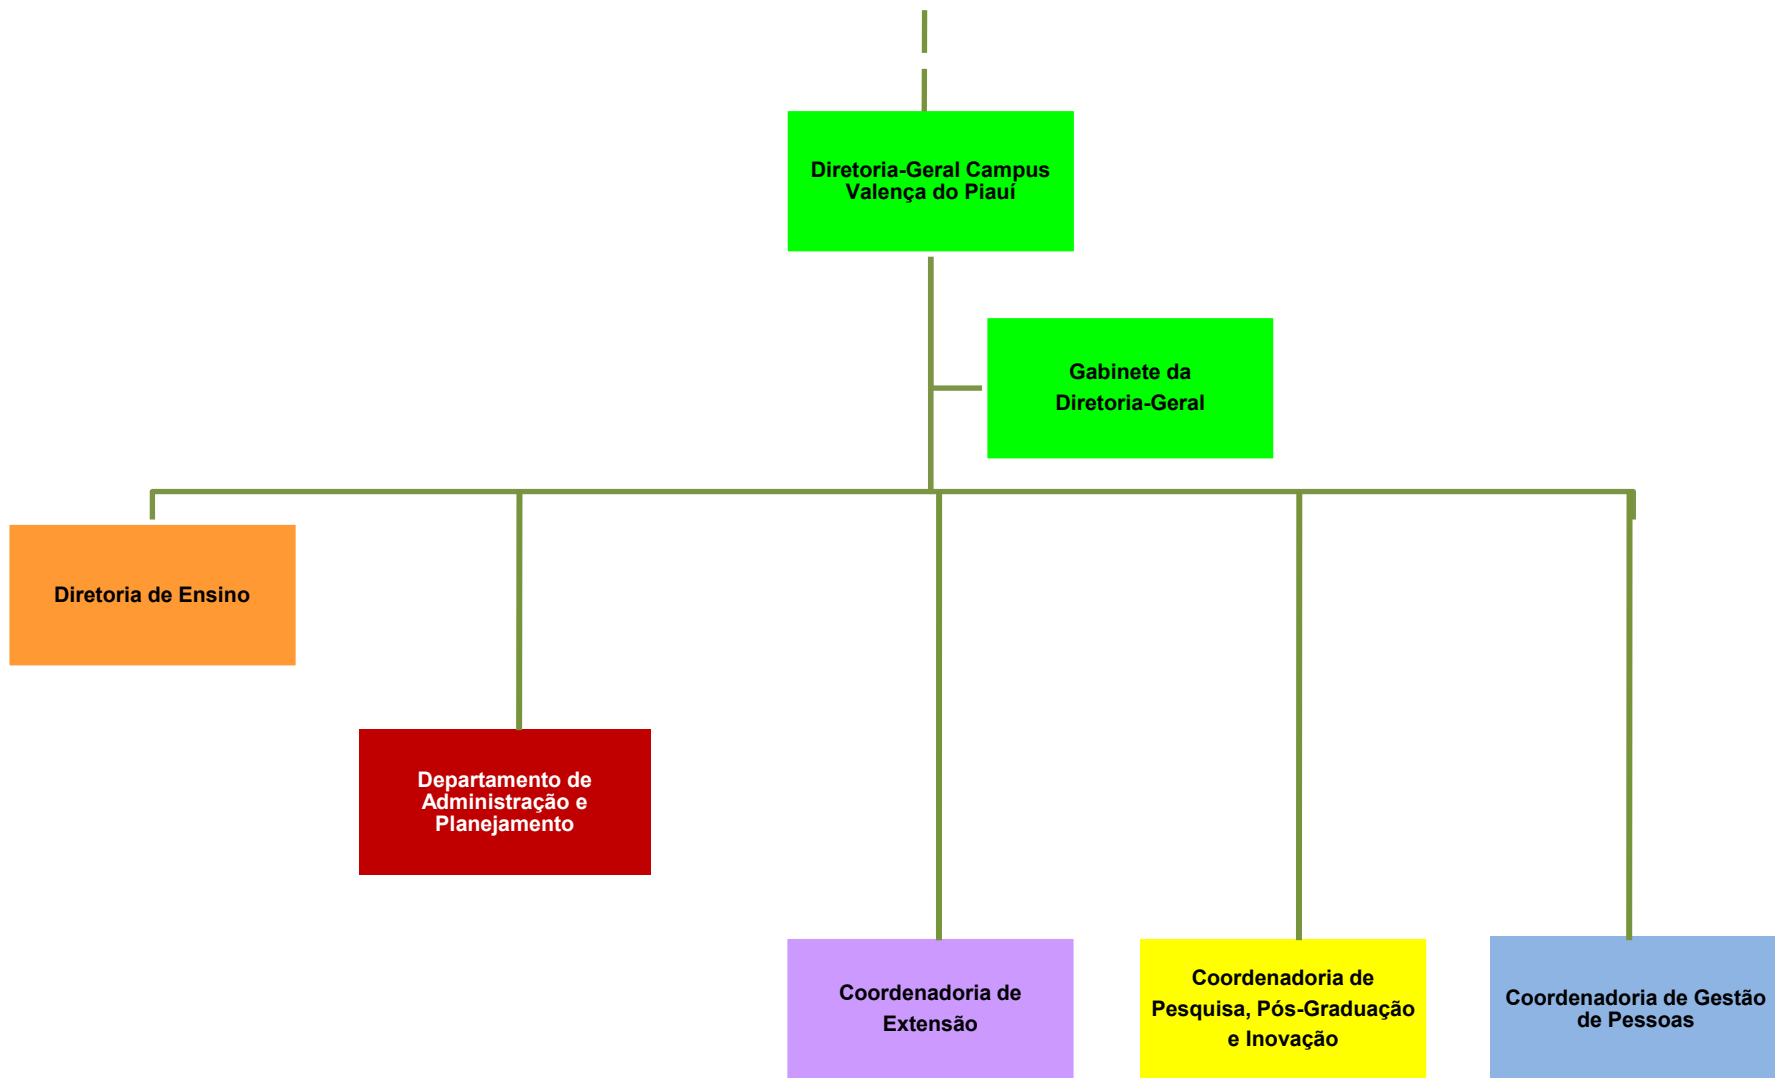 Diretoria-Geral Campus
Valença do Piauí
Gabinete da
Diretoria-Geral
Diretoria de Ensino
Departamento de
Administração e
Planejamento
Coordenadoria de
Extensão
Coordenadoria de
Pesquisa, Pós-Graduação
e Inovação
Coordenadoria de Gestão
de Pessoas